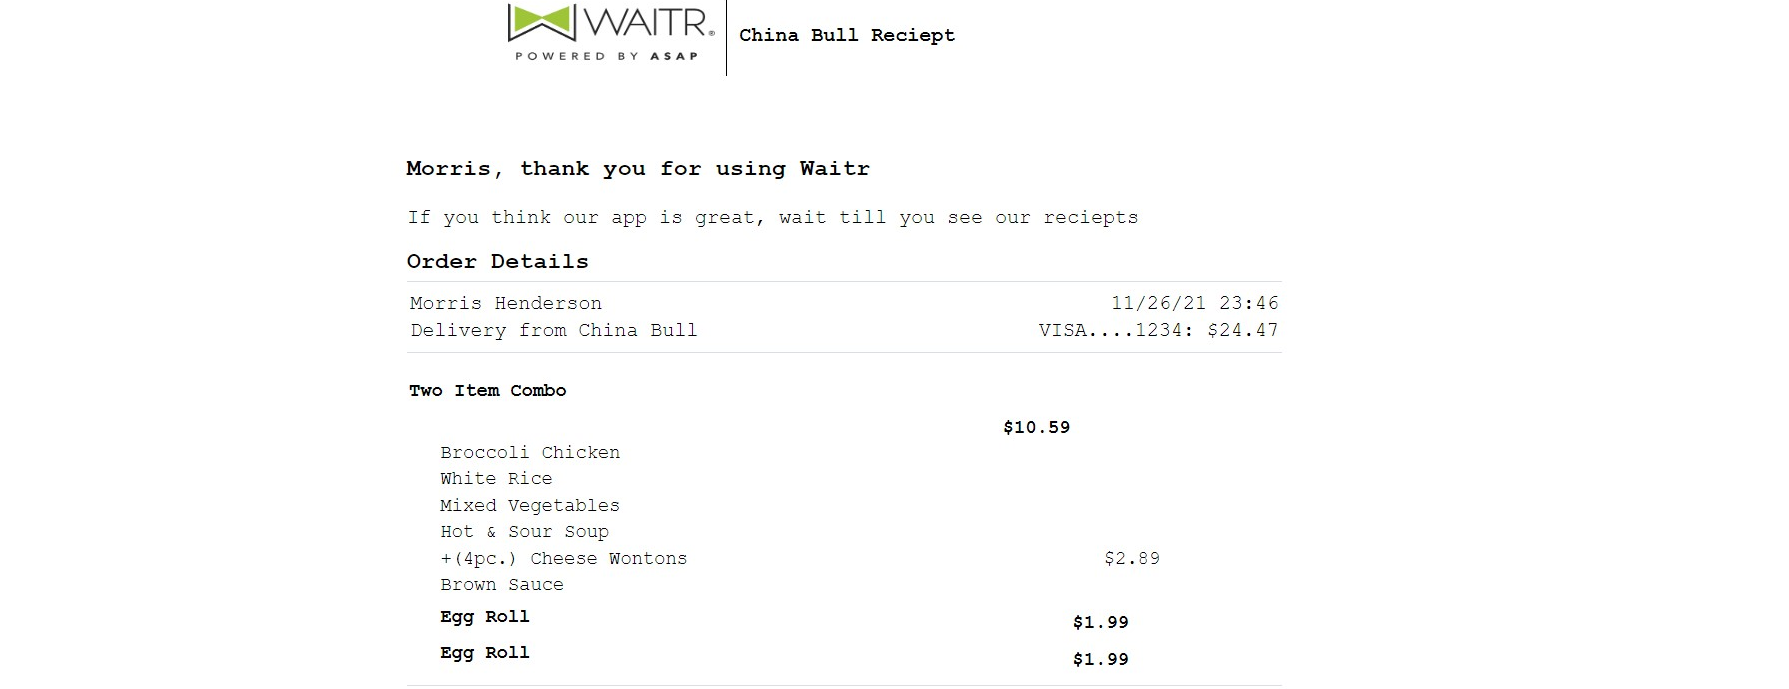 WAITR®
POWERED BY ASAP
China Bull Reciept
Morris, thank you for using Waitr
If you think our app is great, wait till you see our reciepts
Order Details
Morris Henderson 11/26/21 23:46
Delivery from China Bull VISA....1234: $24.47
Two Item Combo
$10.59
Broccoli Chicken
White Rice
Mixed Vegetables
Hot & Sour Soup
+(4pc.) Cheese Wontons $2.89
Brown Sauce
Egg Roll $1.99
Egg Roll $1.99